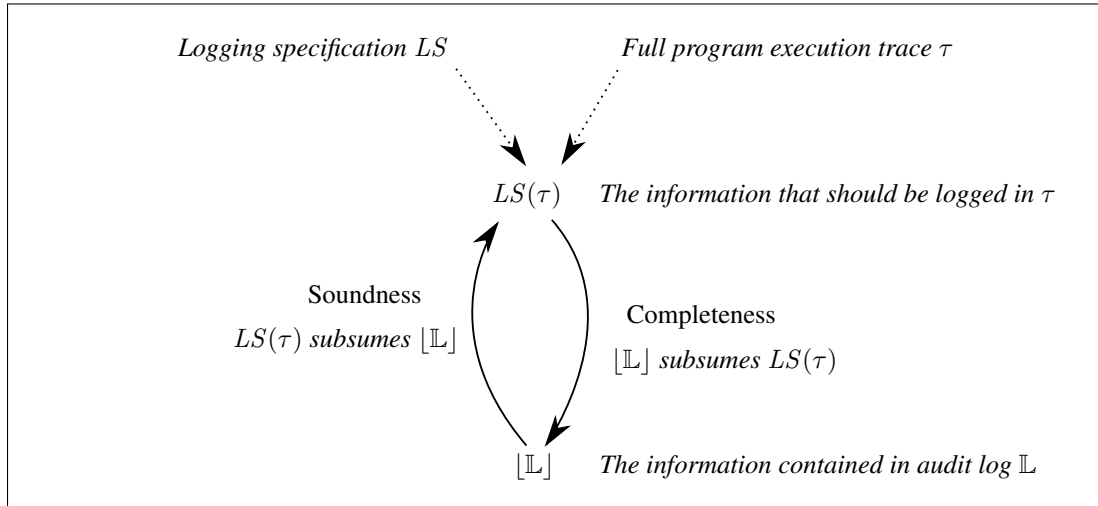 Logging specification LS
Full program execution trace τ
LS(τ)
The information that should be logged in τ
Soundness
LS(τ) subsumes ⌊𝕃⌋
Completeness
⌊𝕃⌋ subsumes LS(τ)
⌊𝕃⌋
The information contained in audit log 𝕃